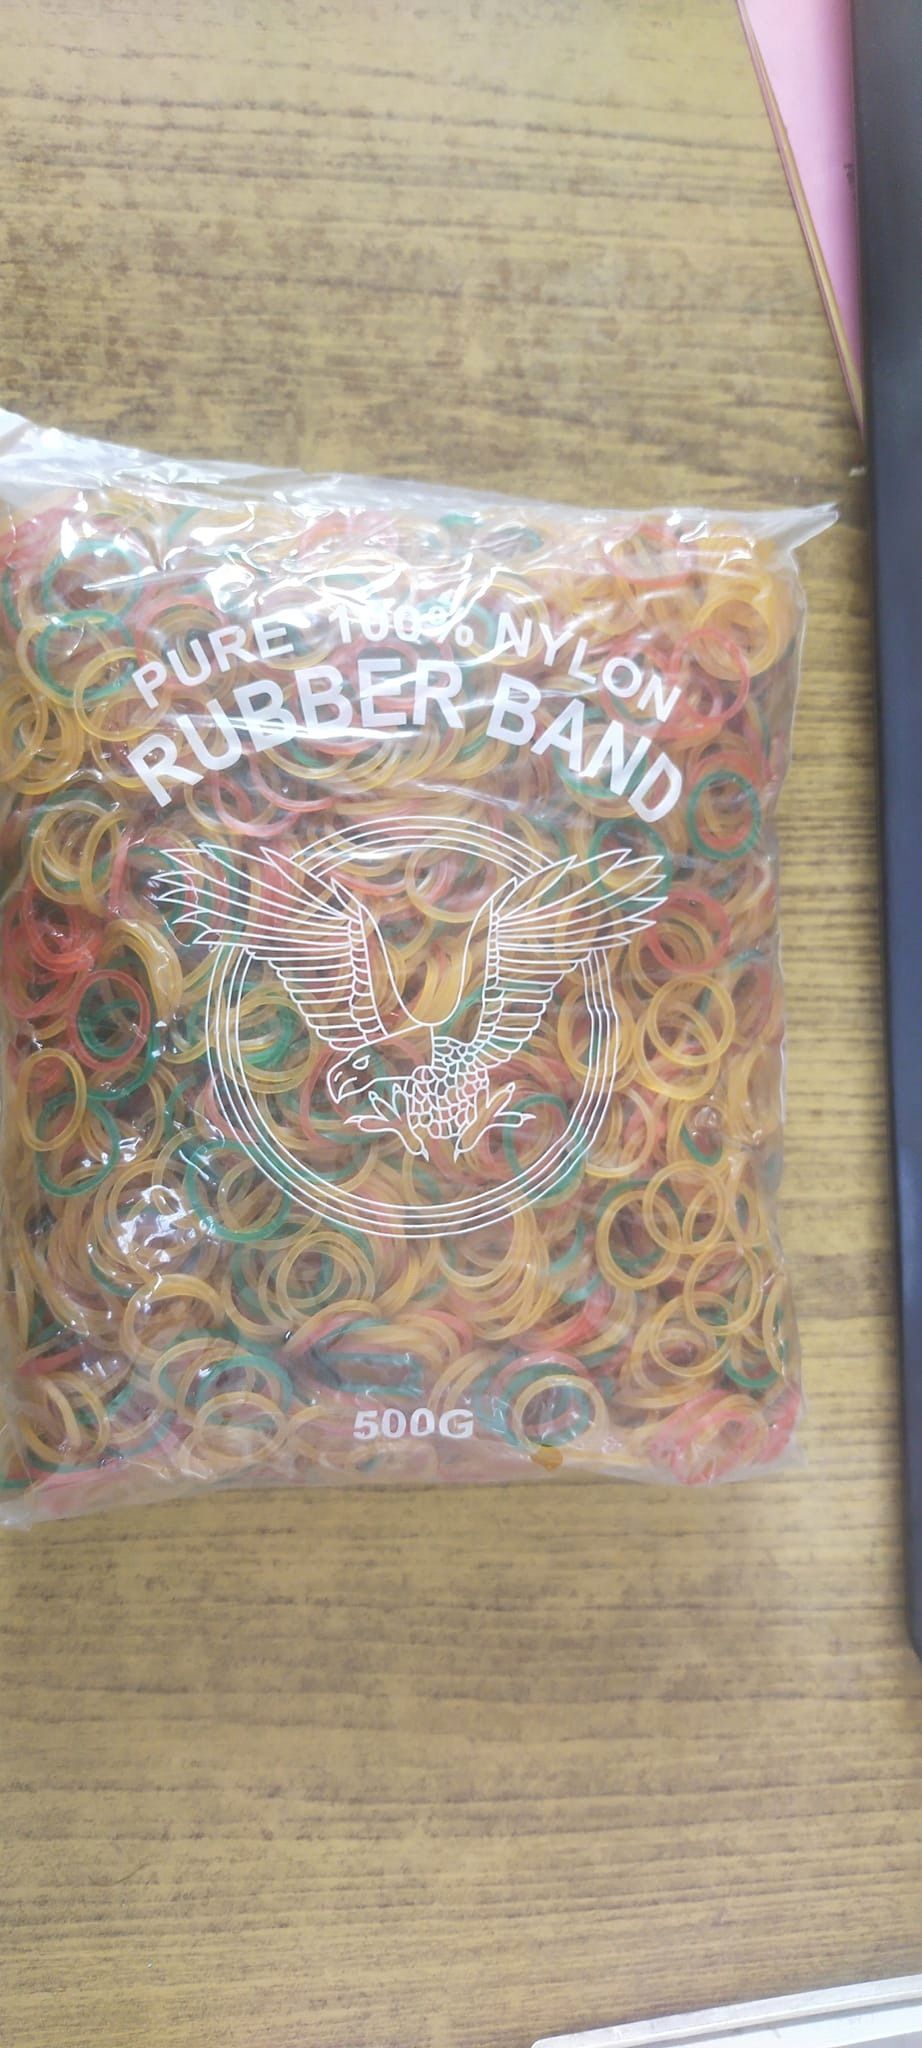 PURE 100% NYLON
RUBBER BAND
500G